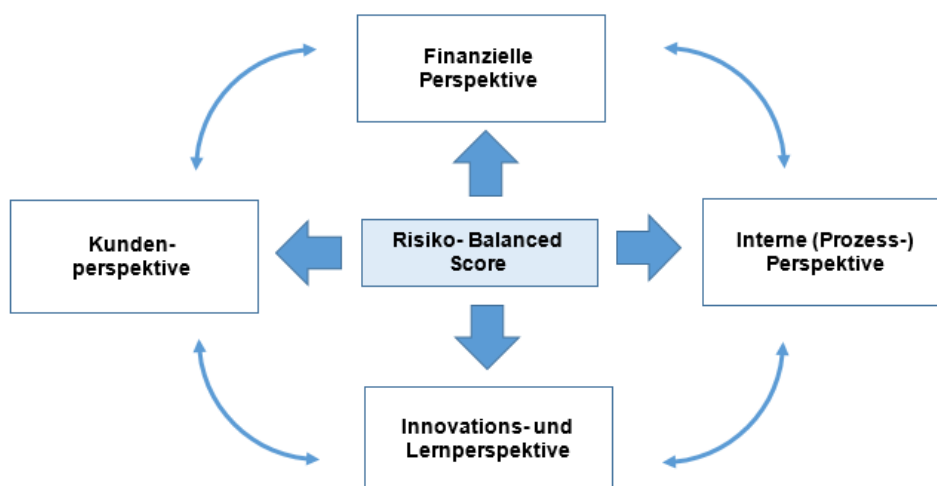 Finanzielle
Perspektive
Kunden-
perspektive
Risiko- Balanced
Score
Interne (Prozess-)
Perspektive
Innovations- und
Lernperspektive